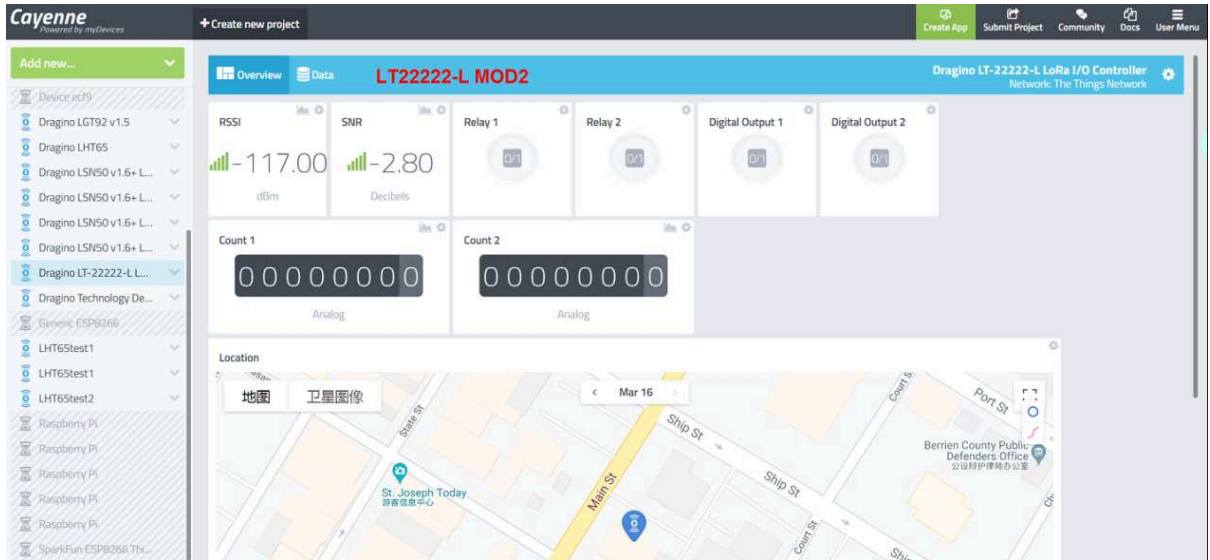 Cayenne
Powered by myDevices
+ Create new project
Create App
Submit Project
Community
Docs
User Menu
Add new...
Device ecf9
Dragino LGT92 v1.5
Dragino LHT65
Dragino LSN50 v1.6+ L...
Dragino LSN50 v1.6+ L...
Dragino LSN50 v1.6+ L...
Dragino LSN50 v1.6+ L...
Dragino LT-22222-L L...
Dragino Technology De...
Generic ESP8266
LHT65test1
LHT65test1
LHT65test2
Raspberry Pi
Raspberry Pi
Raspberry Pi
Raspberry Pi
Raspberry Pi
SparkFun ESP8266 Thi...
Overview
Data
LT22222-L MOD2
Dragino LT-22222-L LoRa I/O Controller
Network: The Things Network
RSSI
-117.00
dBm
SNR
-2.80
Decibels
Relay 1
0/1
Relay 2
0/1
Digital Output 1
0/1
Digital Output 2
0/1
Count 1
00000000
Analog
Count 2
00000000
Analog
Location
地图
卫星图像
< Mar 16 >
State St
Ship St
Court S
Port St
Berrien County Public
Defenders Office
公设辩护律师办公室
St. Joseph Today
游客信息中心
Main St
Ship St
Court St
Ship